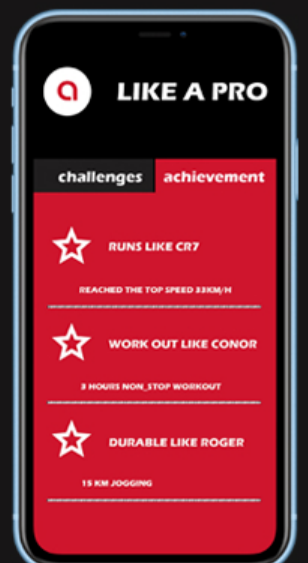 a
LIKE A PRO
challenges achievement
RUNS LIKE CR7
REACHED THE TOP SPEED 33KM/H
WORK OUT LIKE CONOR
3 HOURS NON_STOP WORKOUT
DURABLE LIKE ROGER
15 KM JOGGING